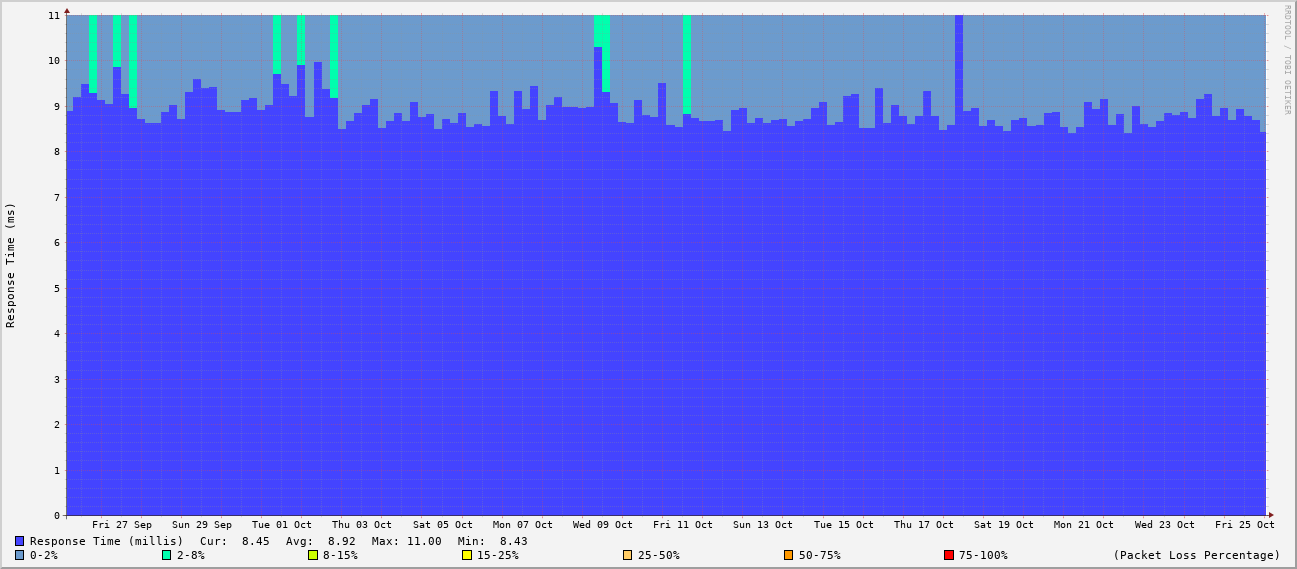 RRDTOOL / TOBI OETIKER
Response Time (ms)
11
10
9
8
7
6
5
4
3
2
1
0
Fri 27 Sep Sun 29 Sep Tue 01 Oct Thu 03 Oct Sat 05 Oct Mon 07 Oct Wed 09 Oct Fri 11 Oct Sun 13 Oct Tue 15 Oct Thu 17 Oct Sat 19 Oct Mon 21 Oct Wed 23 Oct Fri 25 Oct
Response Time (millis) Cur: 8.45 Avg: 8.92 Max: 11.00 Min: 8.43
0-2% 2-8% 8-15% 15-25% 25-50% 50-75% 75-100% (Packet Loss Percentage)